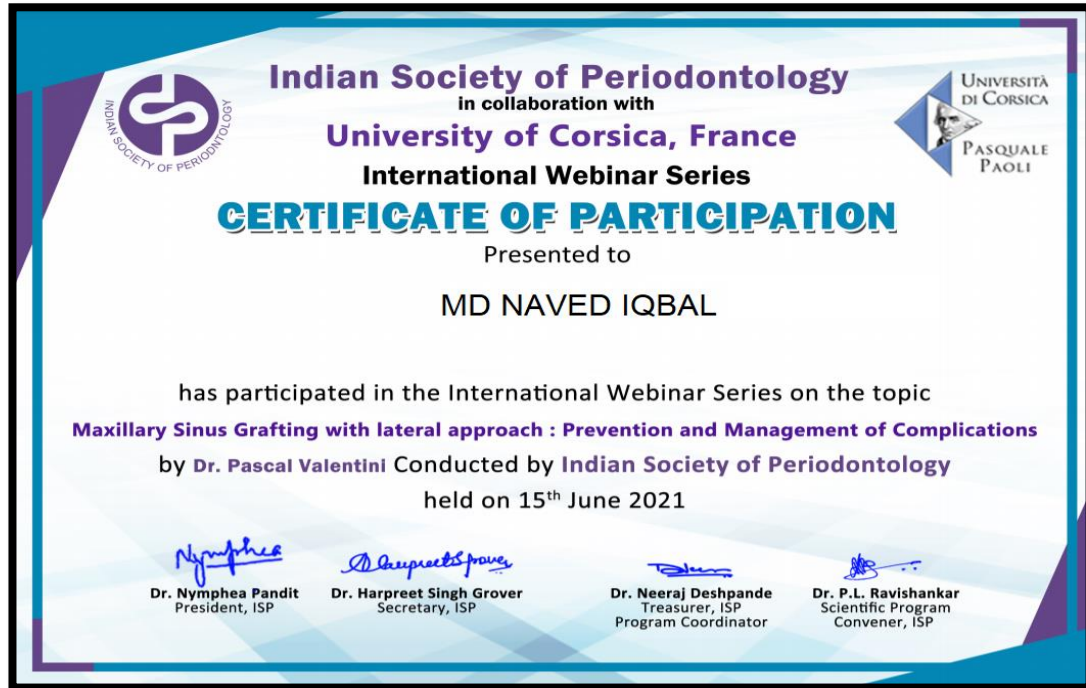 Indian Society of Periodontology
in collaboration with
University of Corsica, France
International Webinar Series
CERTIFICATE OF PARTICIPATION
Presented to
MD NAVED IQBAL
has participated in the International Webinar Series on the topic
Maxillary Sinus Grafting with lateral approach : Prevention and Management of Complications
by Dr. Pascal Valentini Conducted by Indian Society of Periodontology
held on 15th June 2021
INDIAN SOCIETY OF PERIODONTOLOGY
UNIVERSITÀ
DI CORSICA
PASQUALE
PAOLI
Nymphea
Dr. Nymphea Pandit
President, ISP
Dr. Harpreet Singh Grover
Secretary, ISP
Dr. Neeraj Deshpande
Treasurer, ISP
Program Coordinator
Dr. P.L. Ravishankar
Scientific Program
Convener, ISP